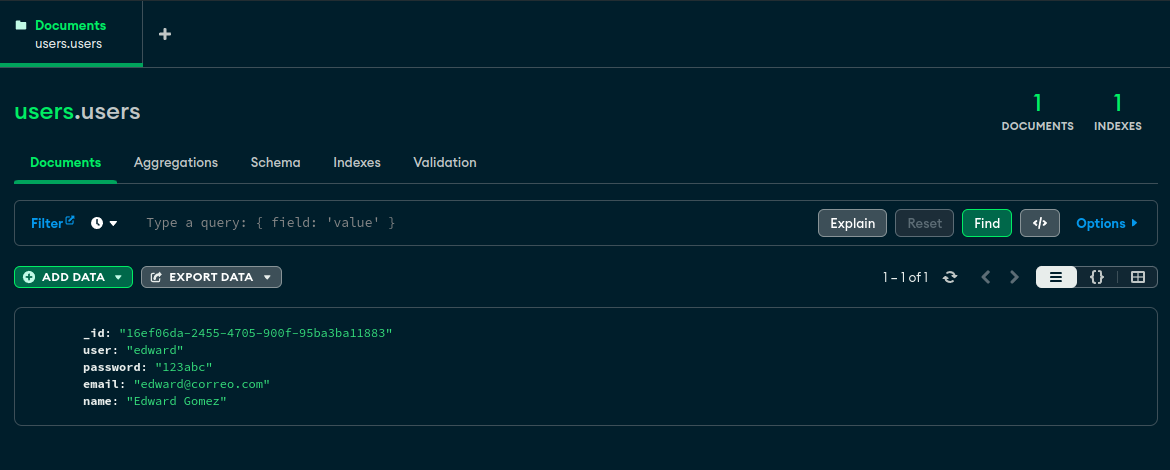 Documents
users.users
users.users
1
DOCUMENTS
1
INDEXES
Documents Aggregations Schema Indexes Validation
Filter Type a query: { field: 'value' } Explain Reset Find </> Options
ADD DATA EXPORT DATA 1 – 1 of 1 {}
_id: "16ef06da-2455-4705-900f-95ba3ba11883"
user: "edward"
password: "123abc"
email: "edward@correo.com"
name: "Edward Gomez"